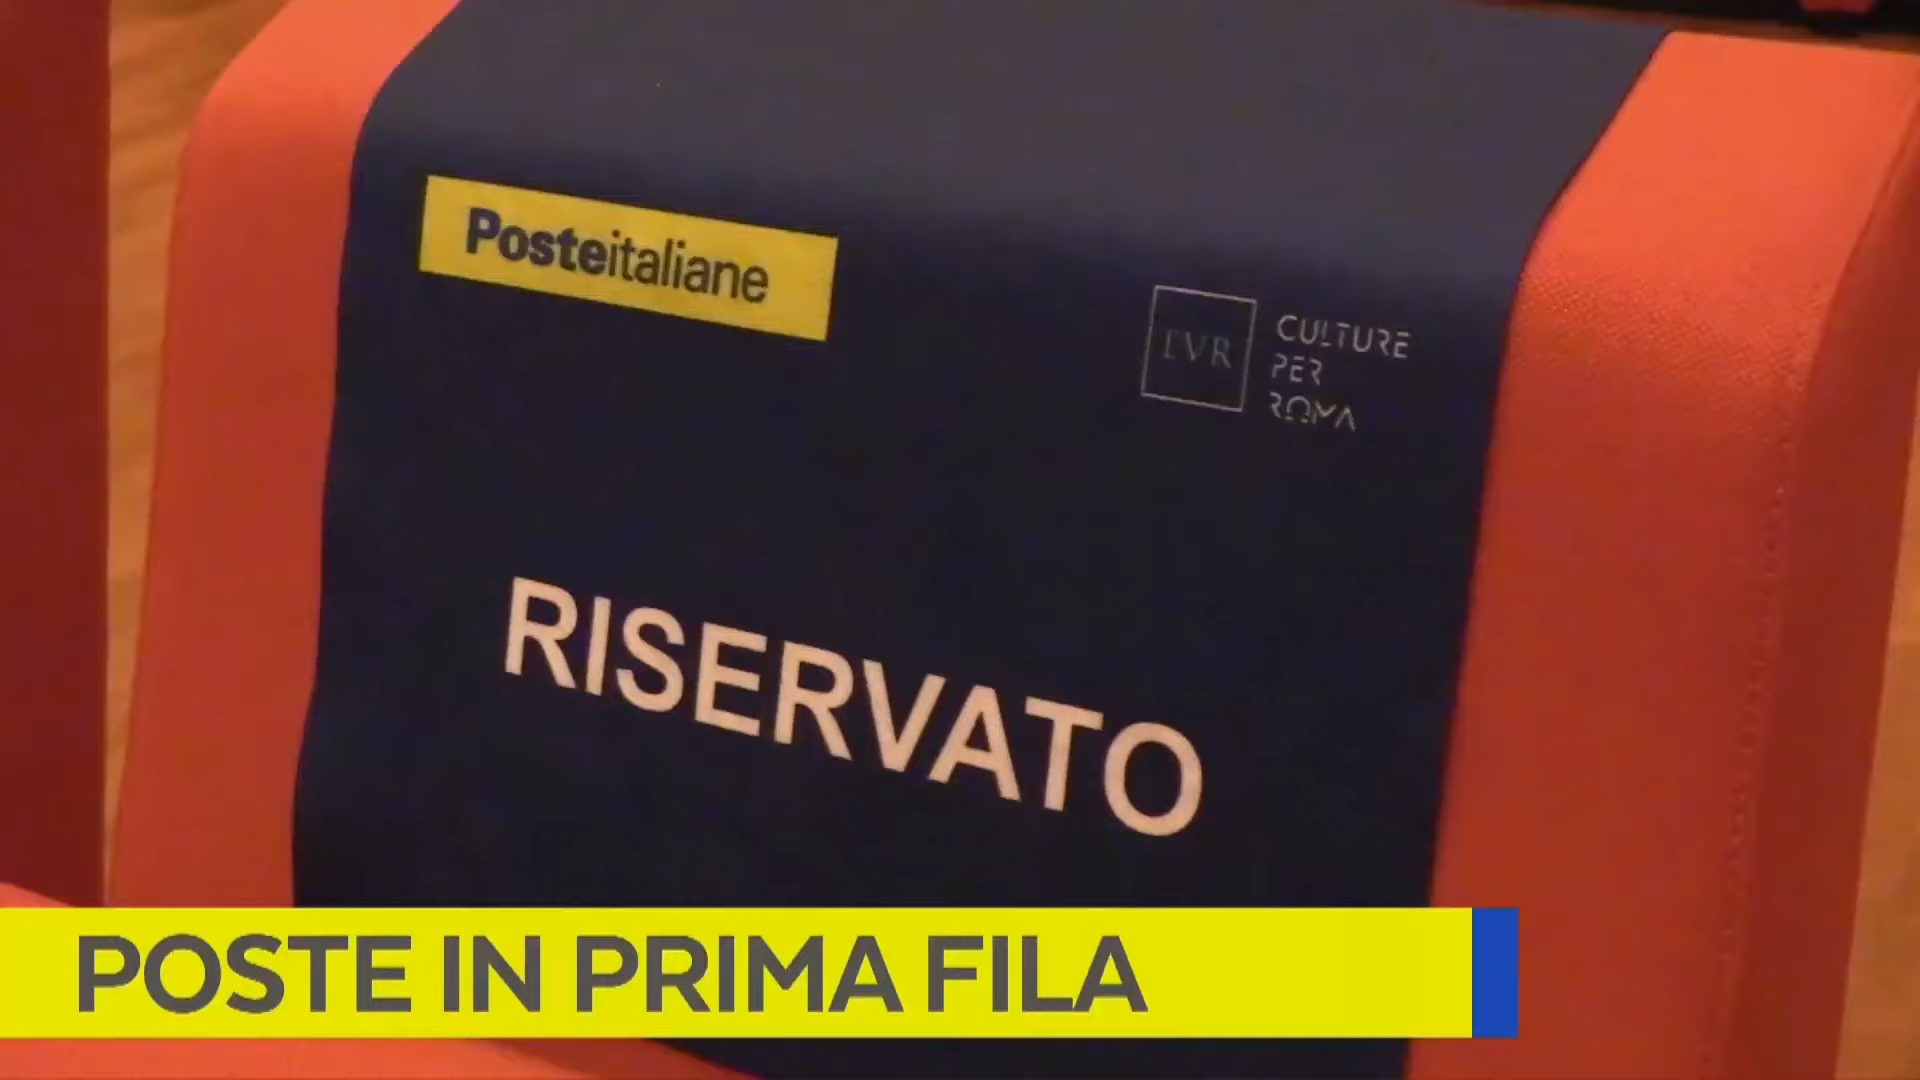 Posteitaliane
CULTURE
PER
ROMA
RISERVATO
POSTE IN PRIMA FILA